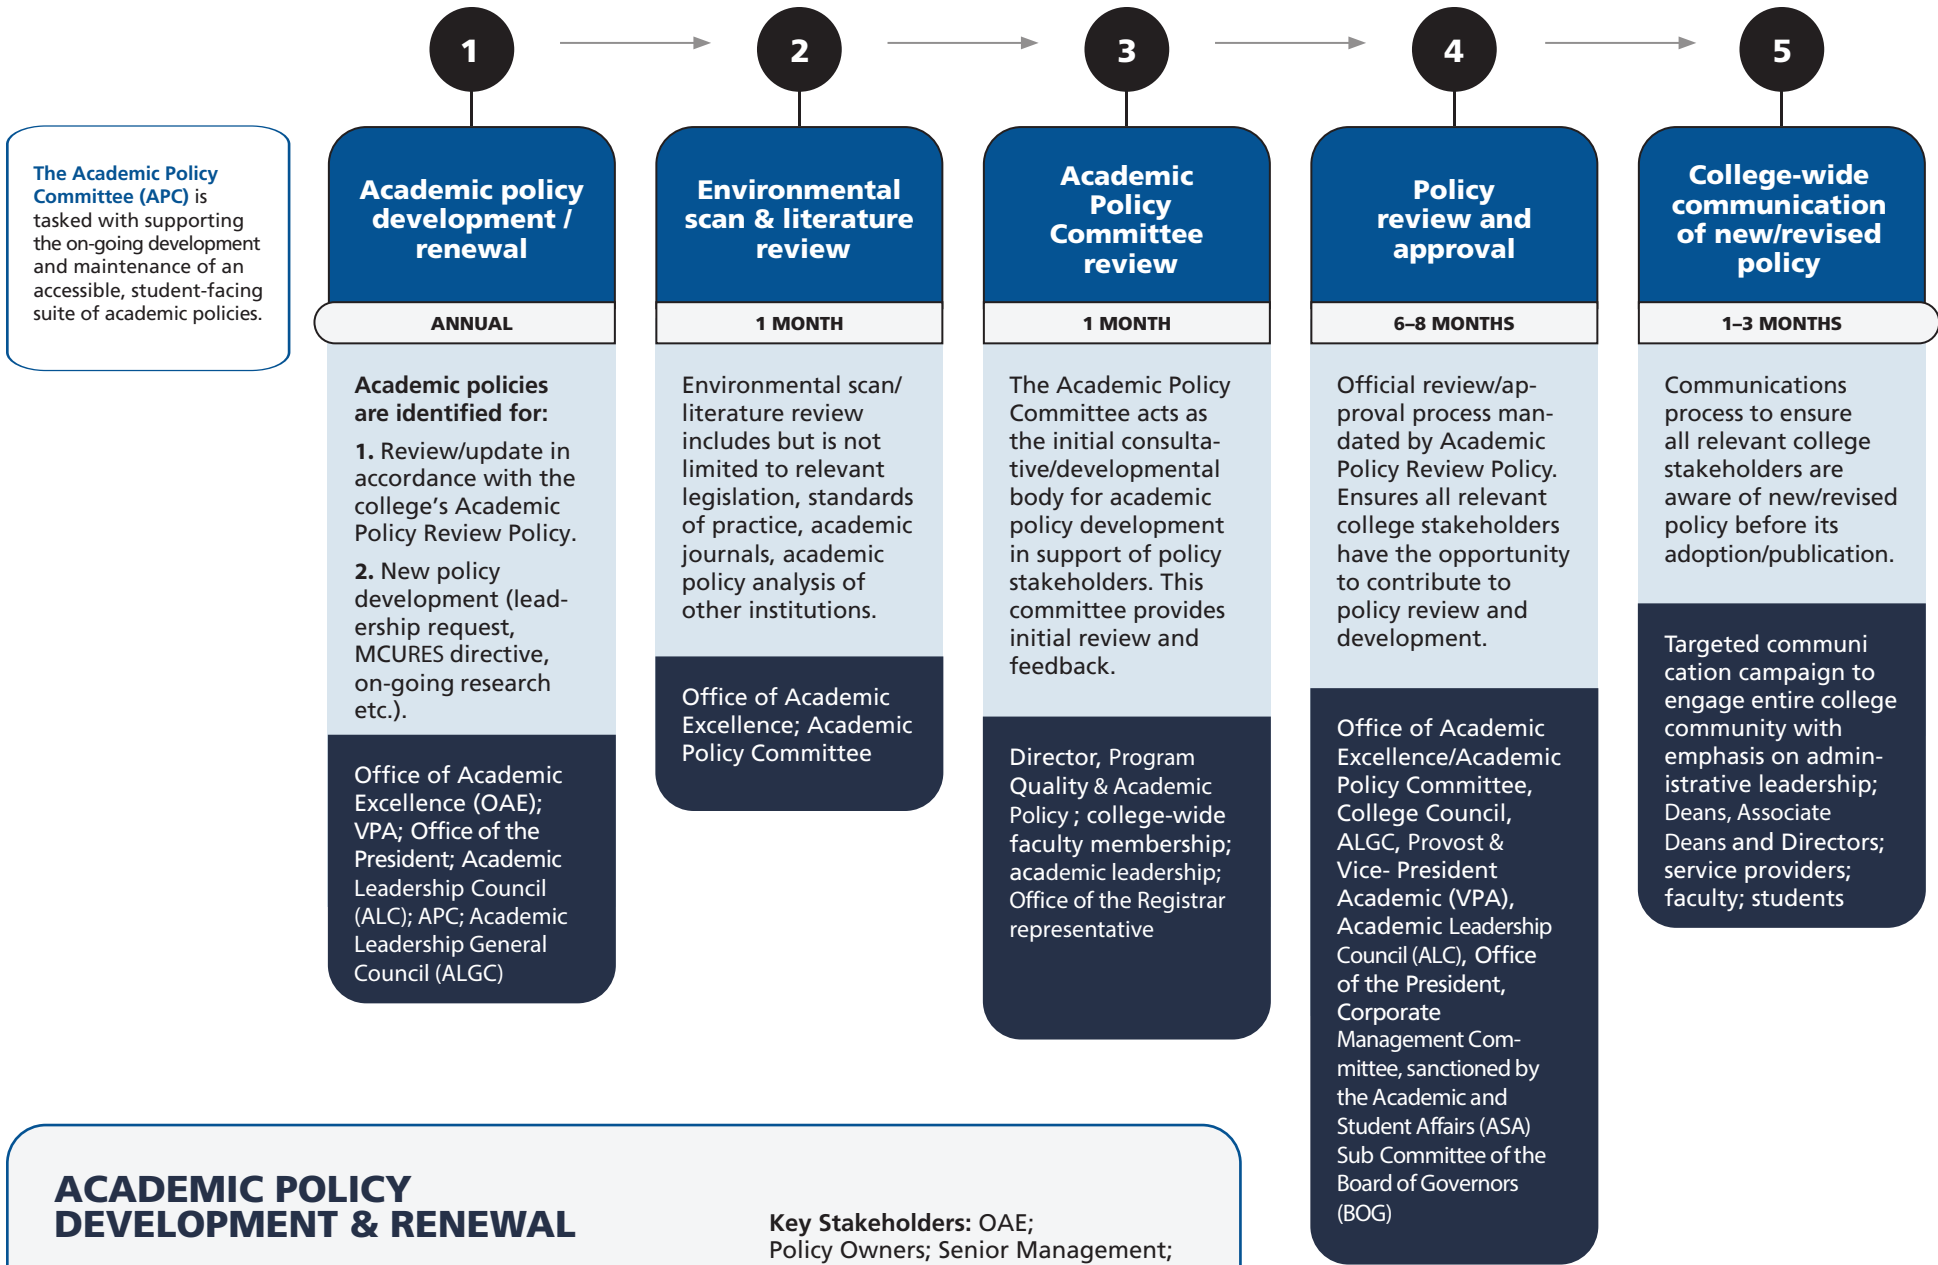 1
2
3
4
5
The Academic Policy
Committee (APC) is
tasked with supporting
the on-going development
and maintenance of an
accessible, student-facing
suite of academic policies.
Academic policy
development /
renewal
ANNUAL
Academic policies
are identified for:
1. Review/update in
accordance with the
college’s Academic
Policy Review Policy.
2. New policy
development (lead-
ership request,
MCURES directive,
on-going research
etc.).
Office of Academic
Excellence (OAE);
VPA; Office of the
President; Academic
Leadership Council
(ALC); APC; Academic
Leadership General
Council (ALGC)
Environmental
scan & literature
review
1 MONTH
Environmental scan/
literature review
includes but is not
limited to relevant
legislation, standards
of practice, academic
journals, academic
policy analysis of
other institutions.
Office of Academic
Excellence; Academic
Policy Committee
Academic
Policy
Committee
review
1 MONTH
The Academic Policy
Committee acts as
the initial consulta-
tive/developmental
body for academic
policy development
in support of policy
stakeholders. This
committee provides
initial review and
feedback.
Director, Program
Quality & Academic
Policy ; college-wide
faculty membership;
academic leadership;
Office of the Registrar
representative
Policy
review and
approval
6–8 MONTHS
Official review/ap-
proval process man-
dated by Academic
Policy Review Policy.
Ensures all relevant
college stakeholders
have the opportunity
to contribute to
policy review and
development.
Office of Academic
Excellence/Academic
Policy Committee,
College Council,
ALGC, Provost &
Vice- President
Academic (VPA),
Academic Leadership
Council (ALC), Office
of the President,
Corporate
Management Com-
mittee, sanctioned by
the Academic and
Student Affairs (ASA)
Sub Committee of the
Board of Governors
(BOG)
College-wide
communication
of new/revised
policy
1–3 MONTHS
Communications
process to ensure
all relevant college
stakeholders are
aware of new/revised
policy before its
adoption/publication.
Targeted communi
cation campaign to
engage entire college
community with
emphasis on admin-
istrative leadership;
Deans, Associate
Deans and Directors;
service providers;
faculty; students
ACADEMIC POLICY
DEVELOPMENT & RENEWAL
Key Stakeholders: OAE;
Policy Owners; Senior Management;